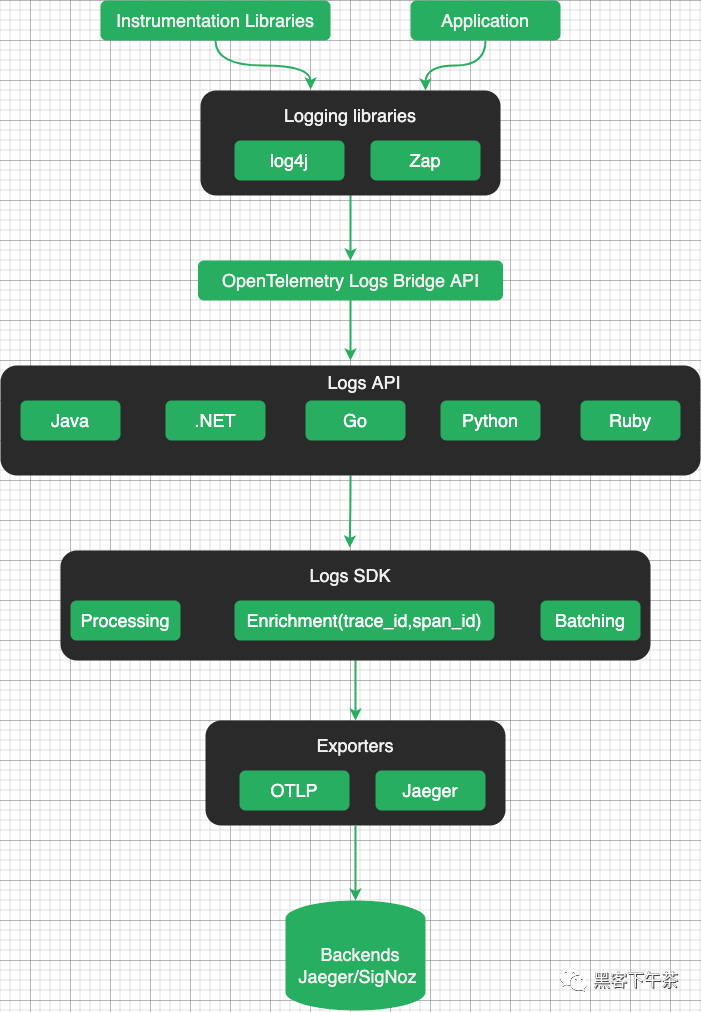 Instrumentation Libraries
Application
Logging libraries
log4j
Zap
OpenTelemetry Logs Bridge API
Logs API
Java
.NET
Go
Python
Ruby
Logs SDK
Processing
Enrichment(trace_id,span_id)
Batching
Exporters
OTLP
Jaeger
Backends
Jaeger/SigNoz
黑客下午茶